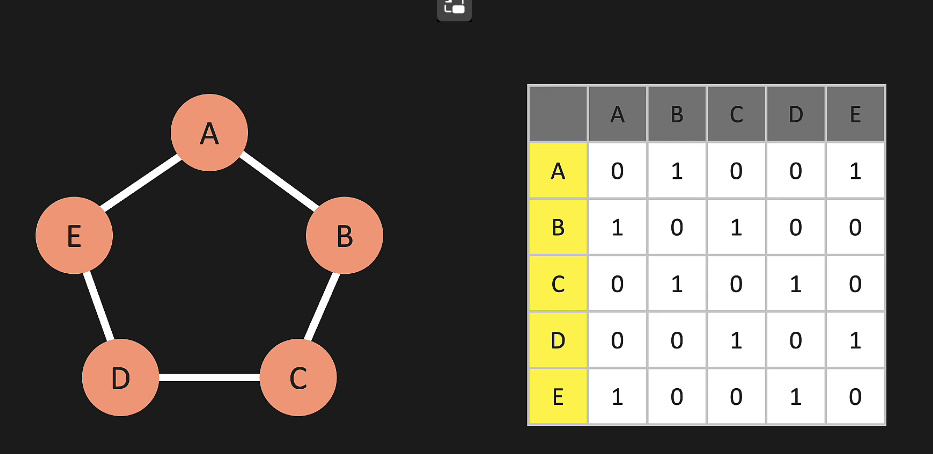 A
E
B
D
C
A B C D E
A 0 1 0 0 1
B 1 0 1 0 0
C 0 1 0 1 0
D 0 0 1 0 1
E 1 0 0 1 0